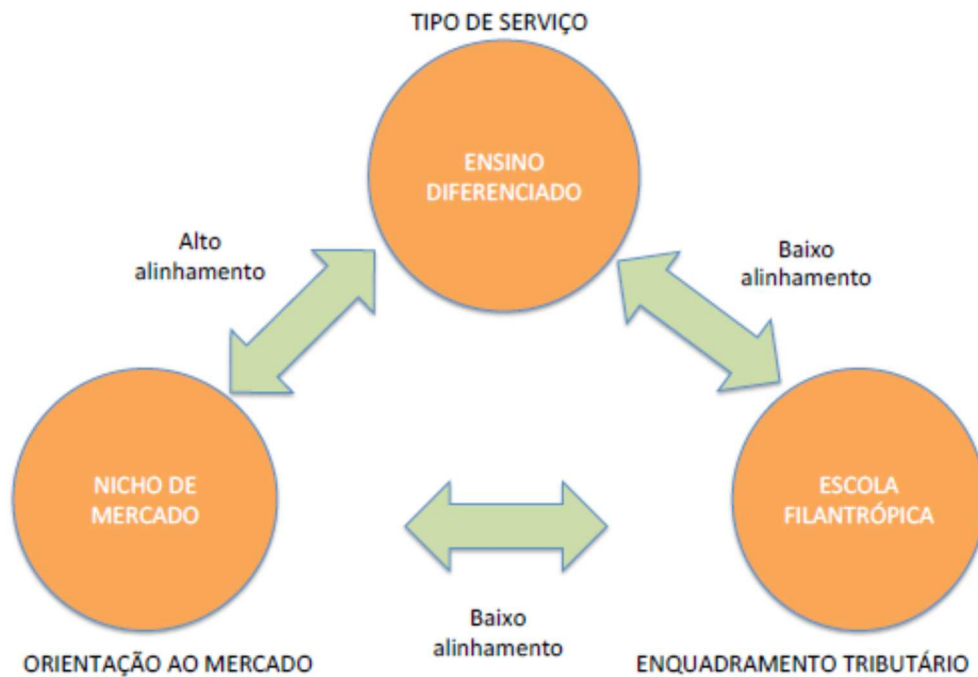 TIPO DE SERVIÇO
ENSINO
DIFERENCIADO
Alto
alinhamento
Baixo
alinhamento
NICHO DE
MERCADO
ESCOLA
FILANTRÓPICA
Baixo
alinhamento
ORIENTAÇÃO AO MERCADO
ENQUADRAMENTO TRIBUTÁRIO